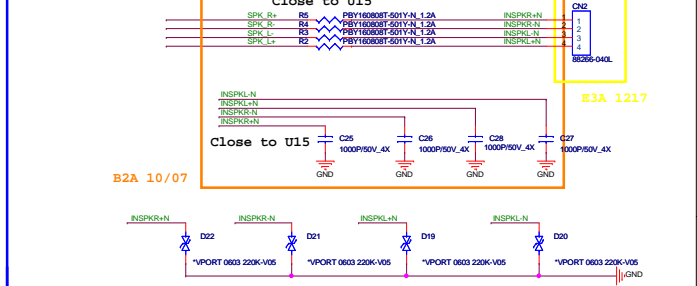 Close to U15
SPK_R+ R5 PBY160808T-501Y-N_1.2A INSPKR+N 1
SPK_R- R4 PBY160808T-501Y-N_1.2A INSPKR-N 2
SPK_L- R3 PBY160808T-501Y-N_1.2A INSPKL-N 3
SPK_L+ R2 PBY160808T-501Y-N_1.2A INSPKL+N 4
CN2
1
2
3
4
88266-040L
E3A 1217
INSPKL-N
INSPKL+N
INSPKR-N
INSPKR+N
Close to U15
C25 C26 C28 C27
1000P/50V_4X 1000P/50V_4X 1000P/50V_4X 1000P/50V_4X
GND GND GND GND
B2A 10/07
INSPKR+N INSPKR-N INSPKL+N INSPKL-N
D22 D21 D19 D20
*VPORT 0603 220K-V05 *VPORT 0603 220K-V05 *VPORT 0603 220K-V05 *VPORT 0603 220K-V05
GND